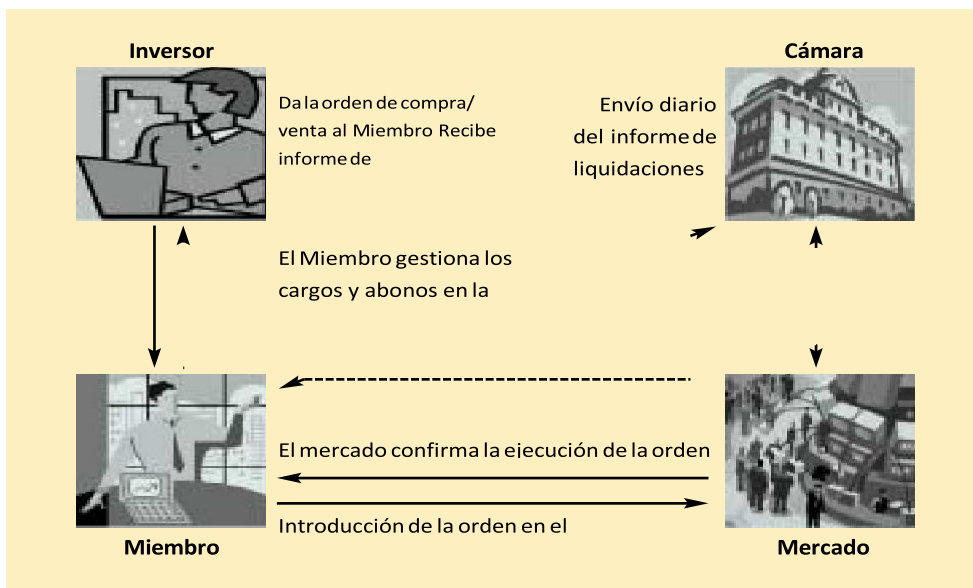 Inversor
Cámara
Da la orden de compra/
venta al Miembro Recibe
informe de
Envío diario
del informe de
liquidaciones
El Miembro gestiona los
cargos y abonos en la
El mercado confirma la ejecución de la orden
Introducción de la orden en el
Miembro
Mercado